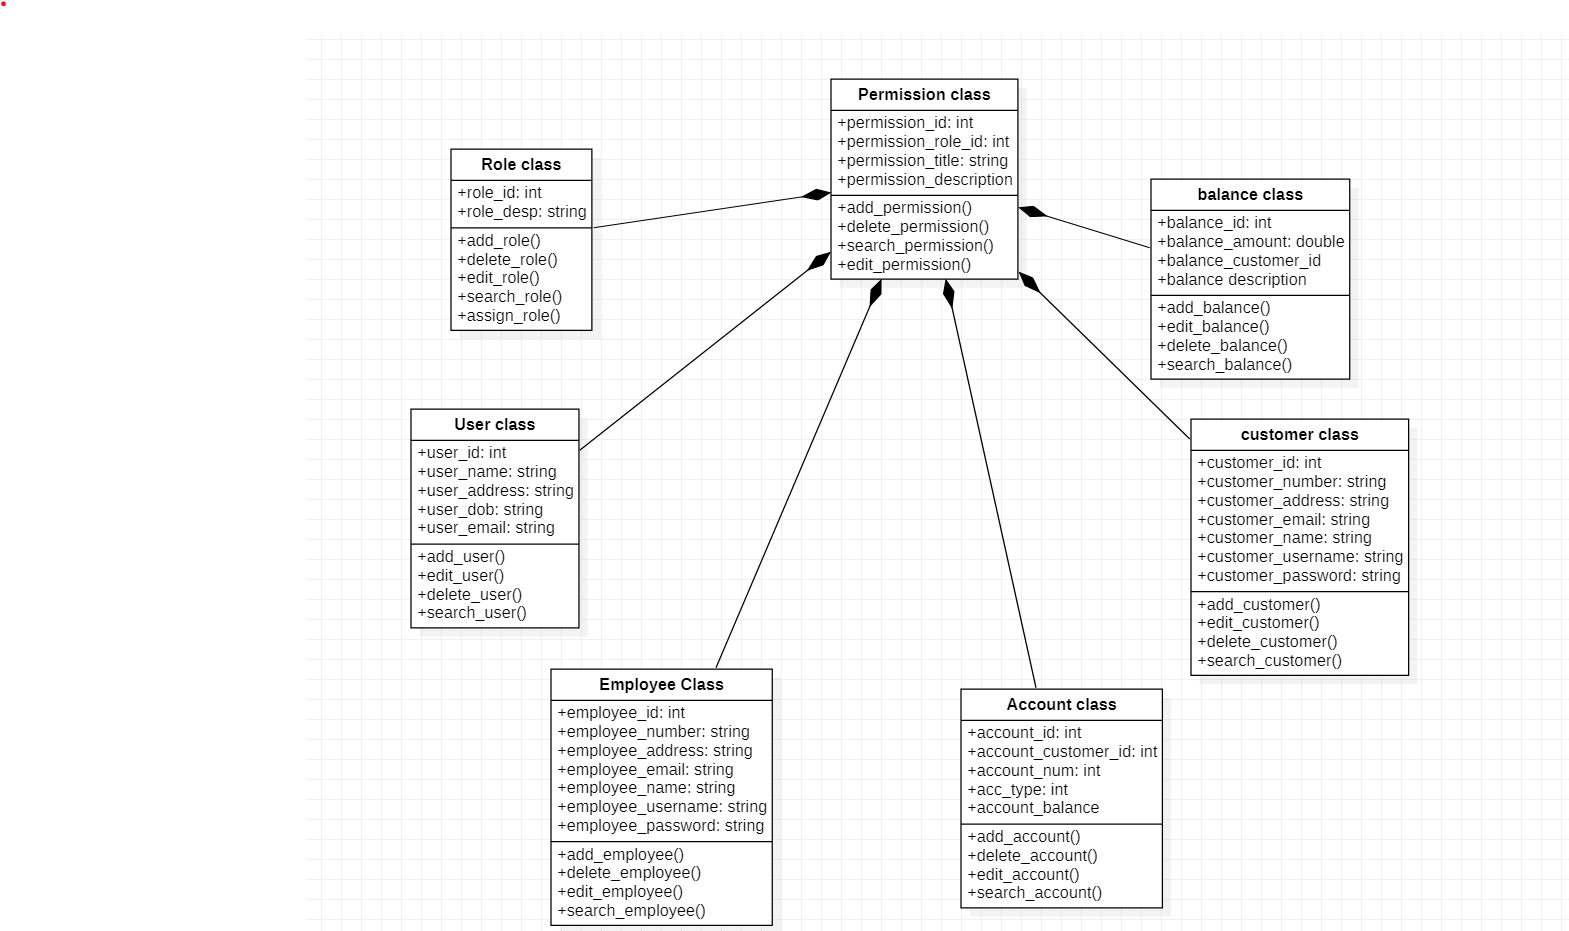 Permission class
+permission_id: int
+permission_role_id: int
+permission_title: string
+permission_description
+add_permission()
+delete_permission()
+search_permission()
+edit_permission()
Role class
+role_id: int
+role_desp: string
+add_role()
+delete_role()
+edit_role()
+search_role()
+assign_role()
balance class
+balance_id: int
+balance_amount: double
+balance_customer_id
+balance description
+add_balance()
+edit_balance()
+delete_balance()
+search_balance()
User class
+user_id: int
+user_name: string
+user_address: string
+user_dob: string
+user_email: string
+add_user()
+edit_user()
+delete_user()
+search_user()
customer class
+customer_id: int
+customer_number: string
+customer_address: string
+customer_email: string
+customer_name: string
+customer_username: string
+customer_password: string
+add_customer()
+edit_customer()
+delete_customer()
+search_customer()
Employee Class
+employee_id: int
+employee_number: string
+employee_address: string
+employee_email: string
+employee_name: string
+employee_username: string
+employee_password: string
+add_employee()
+delete_employee()
+edit_employee()
+search_employee()
Account class
+account_id: int
+account_customer_id: int
+account_num: int
+acc_type: int
+account_balance
+add_account()
+delete_account()
+edit_account()
+search_account()